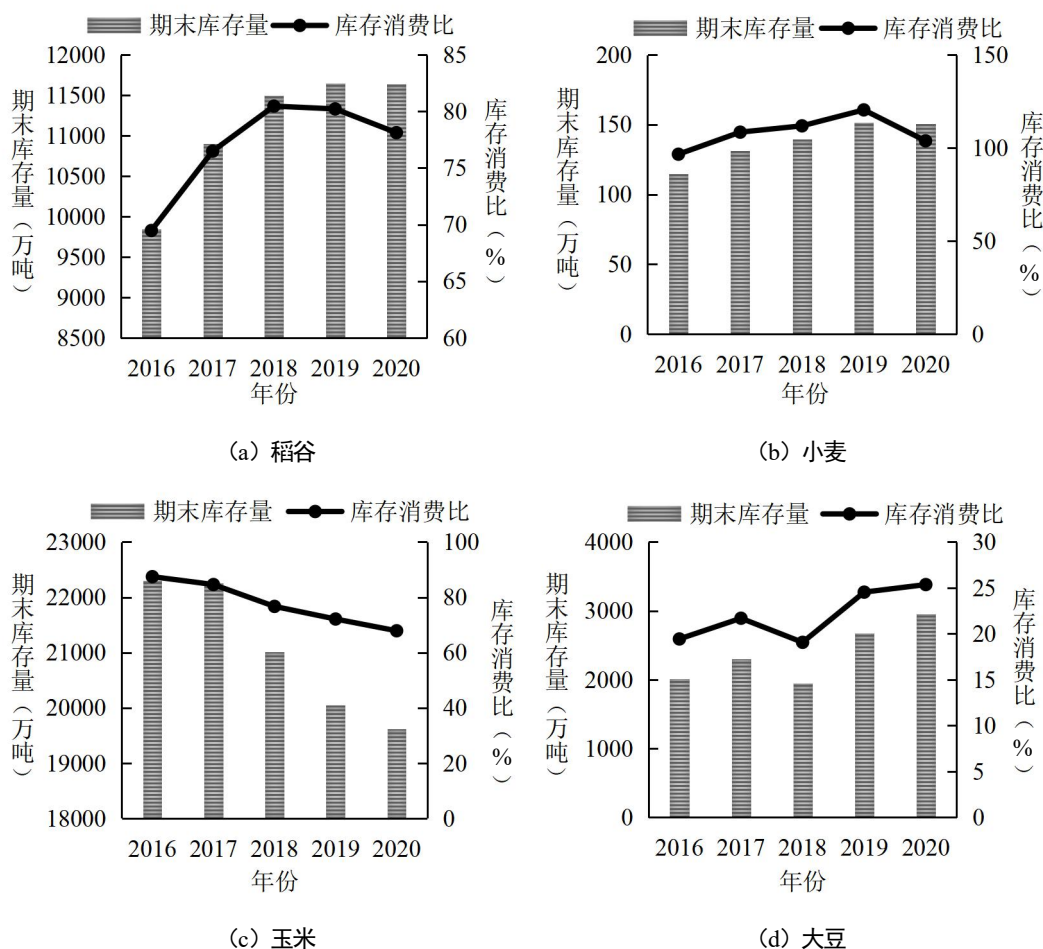 期末库存量 库存消费比
12000
11500
11000
10500
10000
9500
9000
8500
期末库存量（万吨）
85
80
75
70
65
60
库存消费比（%）
2016 2017 2018 2019 2020
年份
（a）稻谷
期末库存量 库存消费比
200
150
100
50
0
期末库存量（万吨）
150
100
50
0
库存消费比（%）
2016 2017 2018 2019 2020
年份
（b）小麦
期末库存量 库存消费比
23000
22000
21000
20000
19000
18000
期末库存量（万吨）
100
80
60
40
20
0
库存消费比（%）
2016 2017 2018 2019 2020
年份
（c）玉米
期末库存量 库存消费比
4000
3000
2000
1000
0
期末库存量（万吨）
30
25
20
15
10
5
0
库存消费比（%）
2016 2017 2018 2019 2020
年份
（d）大豆